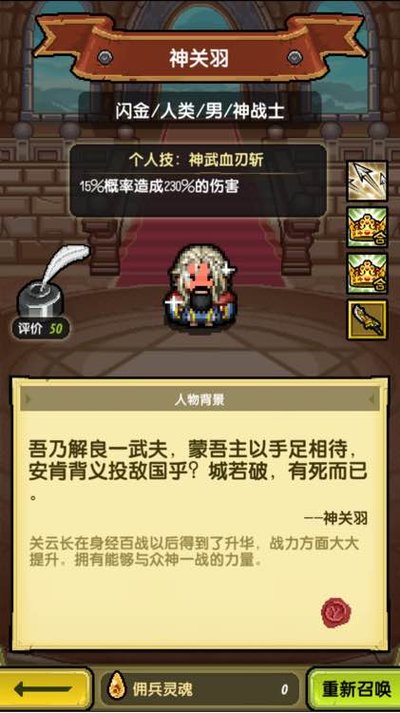 神关羽
闪金/人类/男/神战士
个人技：神武血刃斩
15%概率造成230%的伤害
合
合
评价 50
人物背景
吾乃解良一武夫，蒙吾主以手足相待，
安肯背义投敌国乎？城若破，有死而已
。
--神关羽
关云长在身经百战以后得到了升华，战力方面大大
提升。拥有能够与众神一战的力量。
佣兵灵魂 0
重新召唤